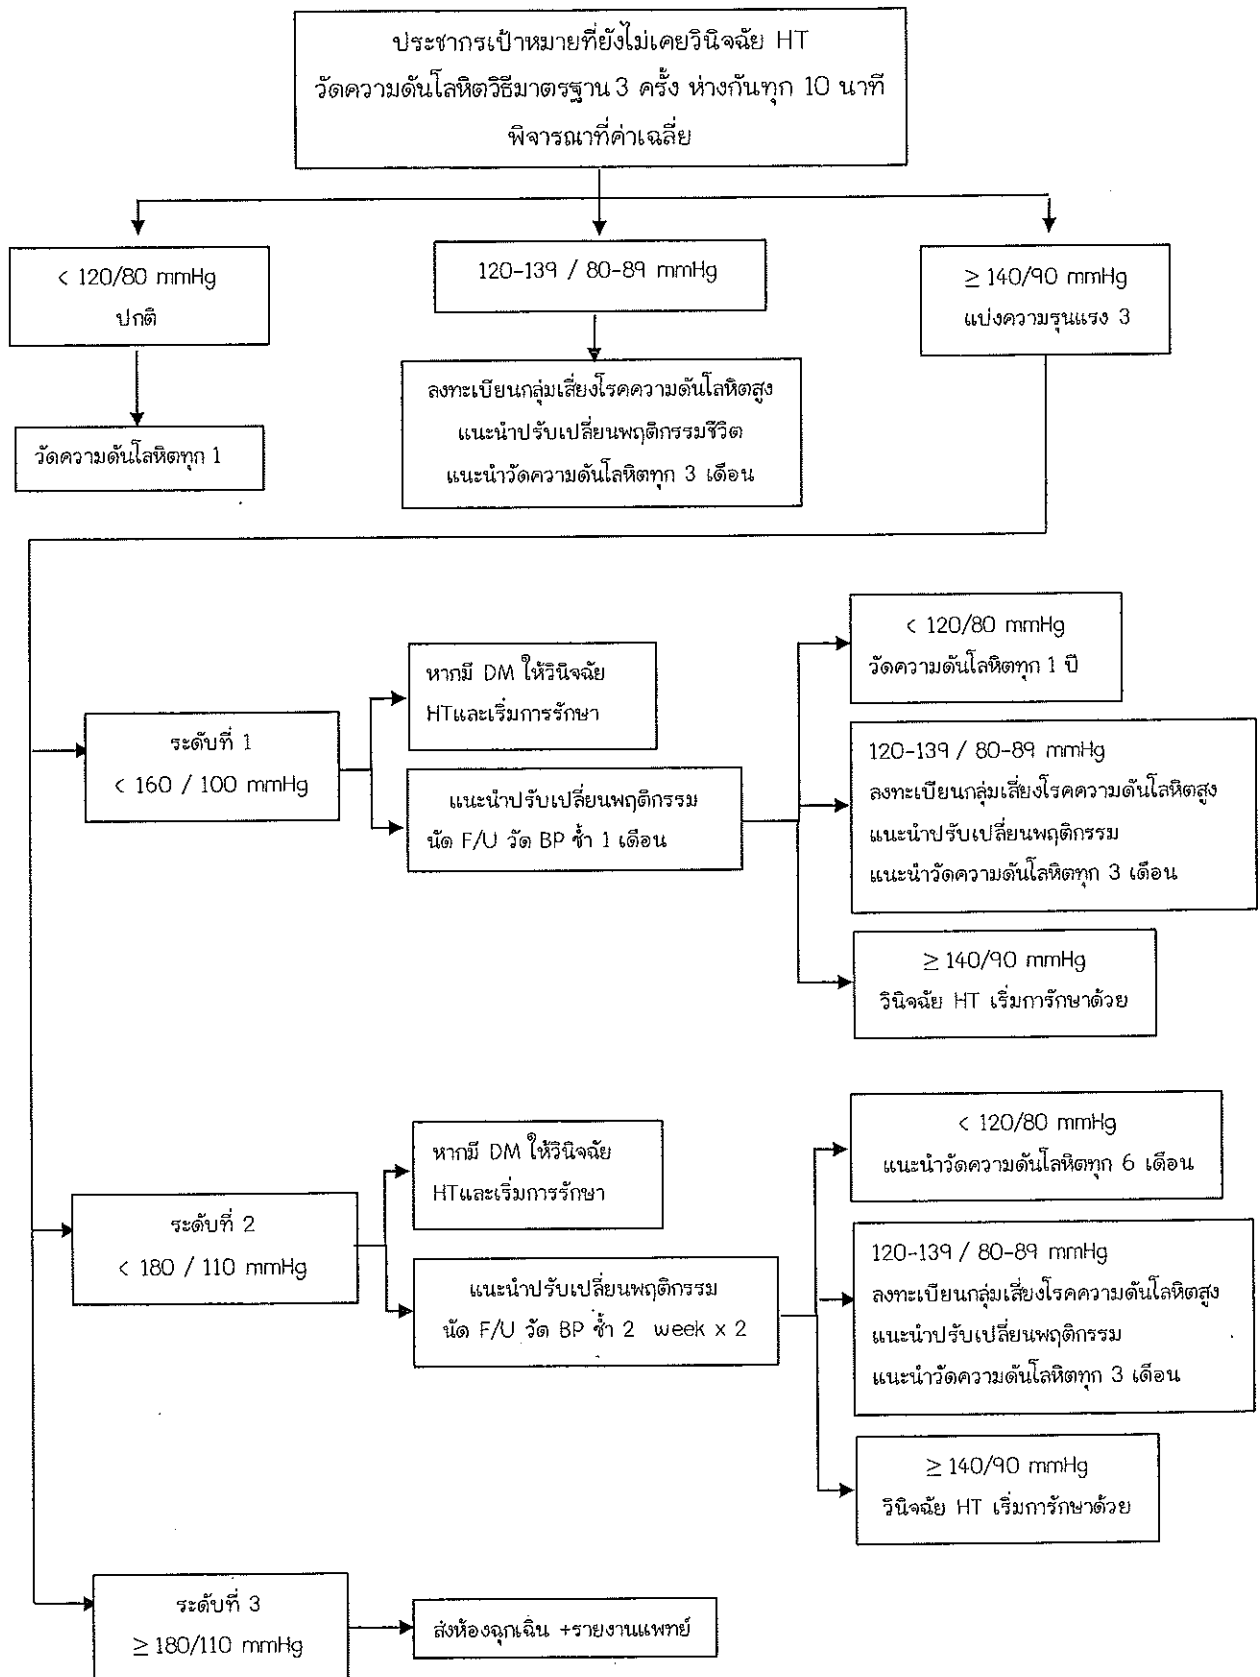 ประชากรเป้าหมายที่ยังไม่เคยวินิจฉัย HT
วัดความดันโลหิตวิธีมาตรฐาน 3 ครั้ง ห่างกันทุก 10 นาที
พิจารณาที่ค่าเฉลี่ย
< 120/80 mmHg
ปกติ
120-139 / 80-89 mmHg
≥ 140/90 mmHg
แบ่งความรุนแรง 3
วัดความดันโลหิตทุก 1
ลงทะเบียนกลุ่มเสี่ยงโรคความดันโลหิตสูง
แนะนำปรับเปลี่ยนพฤติกรรมชีวิต
แนะนำวัดความดันโลหิตทุก 3 เดือน
ระดับที่ 1
< 160 / 100 mmHg
หากมี DM ให้วินิจฉัย
HTและเริ่มการรักษา
แนะนำปรับเปลี่ยนพฤติกรรม
นัด F/U วัด BP ซ้ำ 1 เดือน
< 120/80 mmHg
วัดความดันโลหิตทุก 1 ปี
120-139 / 80-89 mmHg
ลงทะเบียนกลุ่มเสี่ยงโรคความดันโลหิตสูง
แนะนำปรับเปลี่ยนพฤติกรรม
แนะนำวัดความดันโลหิตทุก 3 เดือน
≥ 140/90 mmHg
วินิจฉัย HT เริ่มการักษาด้วย
ระดับที่ 2
< 180 / 110 mmHg
หากมี DM ให้วินิจฉัย
HTและเริ่มการรักษา
แนะนำปรับเปลี่ยนพฤติกรรม
นัด F/U วัด BP ซ้ำ 2 week x 2
< 120/80 mmHg
แนะนำวัดความดันโลหิตทุก 6 เดือน
120-139 / 80-89 mmHg
ลงทะเบียนกลุ่มเสี่ยงโรคความดันโลหิตสูง
แนะนำปรับเปลี่ยนพฤติกรรม
แนะนำวัดความดันโลหิตทุก 3 เดือน
≥ 140/90 mmHg
วินิจฉัย HT เริ่มการักษาด้วย
ระดับที่ 3
≥ 180/110 mmHg
ส่งห้องฉุกเฉิน +รายงานแพทย์